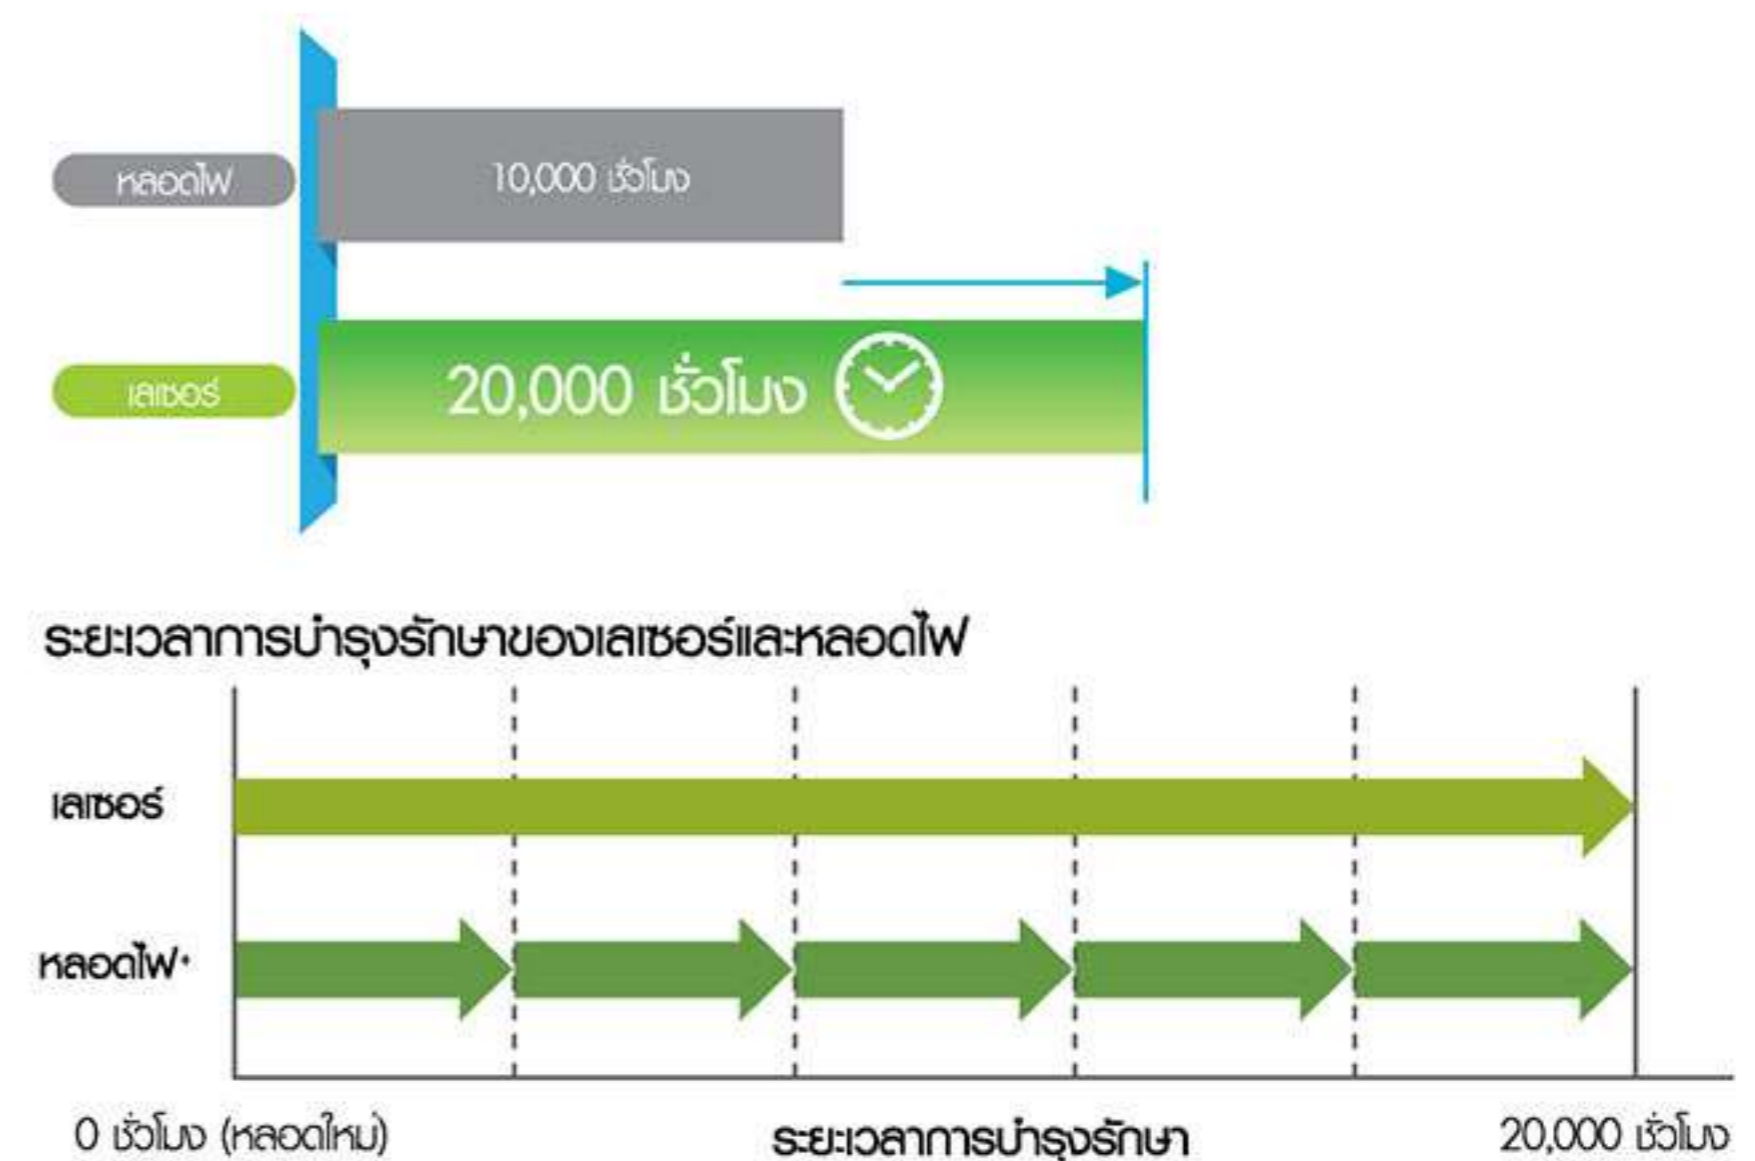 หลอดไฟ
10,000 ชั่วโมง
เลเซอร์
20,000 ชั่วโมง
ระยะเวลาการบำรุงรักษาของเลเซอร์และหลอดไฟ
เลเซอร์
หลอดไฟ*
0 ชั่วโมง (หลอดใหม่)
ระยะเวลาการบำรุงรักษา
20,000 ชั่วโมง